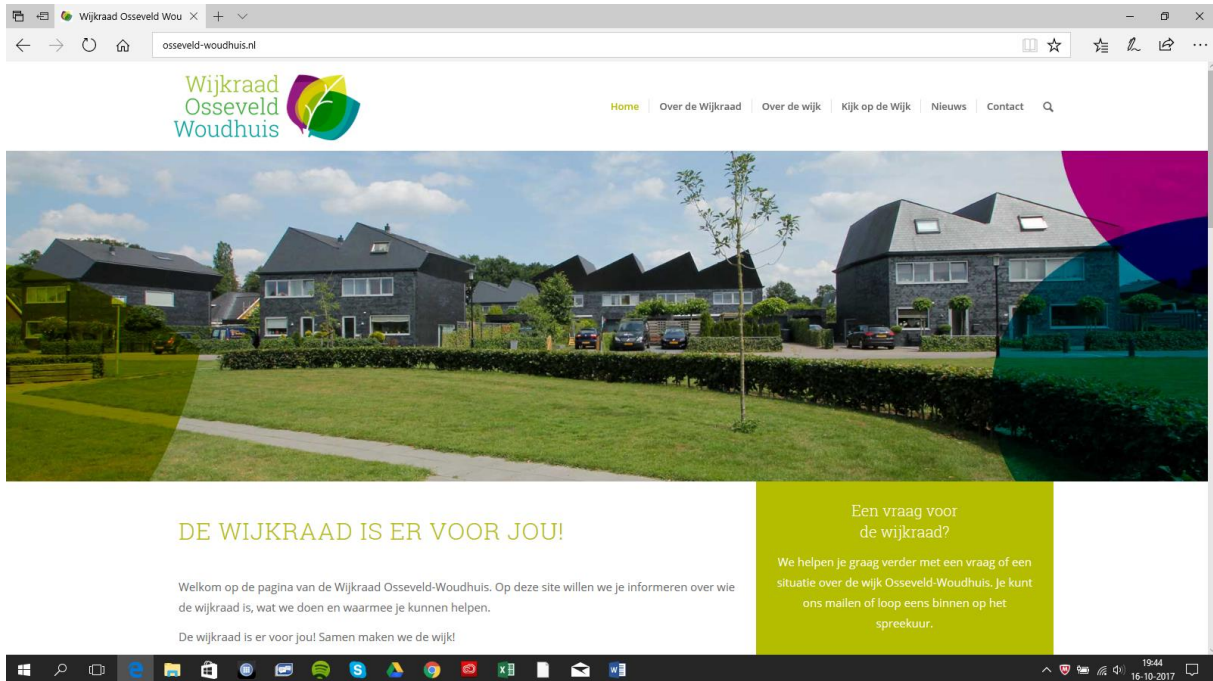 Wijkraad Osseveld Wou
osseveld-woudhuis.nl
Wijkraad
Osseveld
Woudhuis
Home Over de Wijkraad Over de wijk Kijk op de Wijk Nieuws Contact
DE WIJKRAAD IS ER VOOR JOU!
Welkom op de pagina van de Wijkraad Osseveld-Woudhuis. Op deze site willen we je informeren over wie
de wijkraad is, wat we doen en waarmee je kunnen helpen.
De wijkraad is er voor jou! Samen maken we de wijk!
Een vraag voor
de wijkraad?
We helpen je graag verder met een vraag of een
situatie over de wijk Osseveld-Woudhuis. Je kunt
ons mailen of loop eens binnen op het
spreekuur.
19:44
16-10-2017